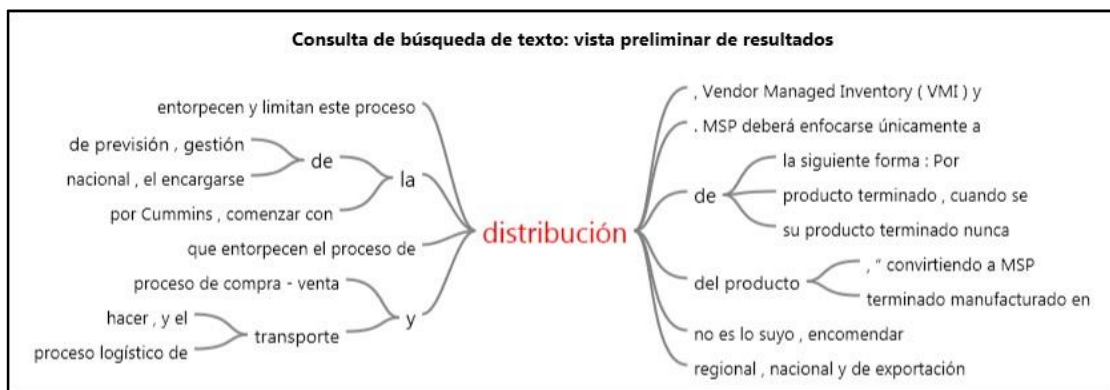 Consulta de búsqueda de texto: vista preliminar de resultados
entorpecen y limitan este proceso
de previsión , gestión
nacional , el encargarse
de
por Cummins , comenzar con
la
que entorpecen el proceso de
proceso de compra - venta
hacer , y el
proceso logístico de
transporte
y
distribución
, Vendor Managed Inventory ( VMI ) y
. MSP deberá enfocarse únicamente a
de
la siguiente forma : Por
producto terminado , cuando se
su producto terminado nunca
del producto
, “ convirtiendo a MSP
terminado manufacturado en
no es lo suyo , encomendar
regional , nacional y de exportación